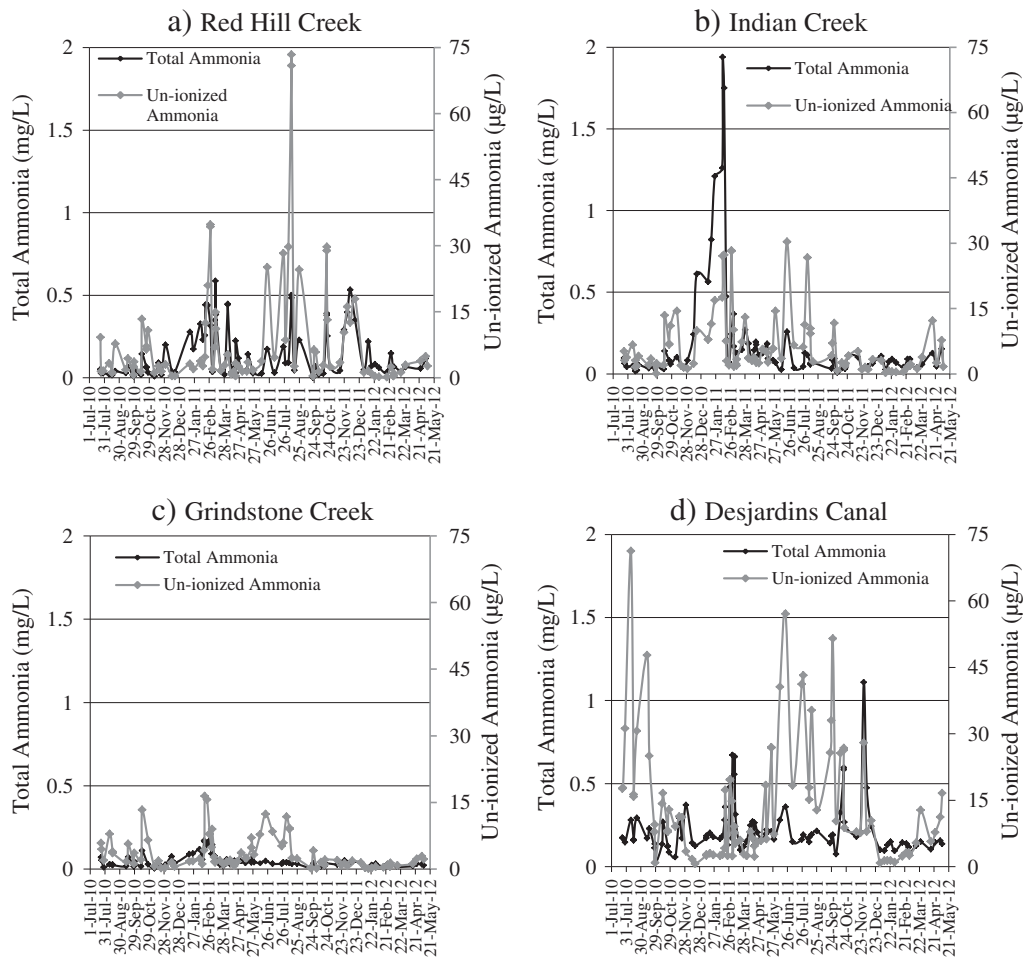 a) Red Hill Creek
Total Ammonia (mg/L)
2
1.5
1
0.5
0
Total Ammonia
Un-ionized
Ammonia
75
60
45
30
15
0
Un-ionized Ammonia (µg/L)
1-Jul-10
31-Jul-10
30-Aug-10
29-Sep-10
29-Oct-10
28-Nov-10
28-Dec-10
27-Jan-11
26-Feb-11
28-Mar-11
27-Apr-11
27-May-11
26-Jun-11
26-Jul-11
25-Aug-11
24-Sep-11
24-Oct-11
23-Nov-11
23-Dec-11
22-Jan-12
21-Feb-12
22-Mar-12
21-Apr-12
21-May-12
b) Indian Creek
Total Ammonia (mg/L)
2
1.5
1
0.5
0
Total Ammonia
Un-ionized Ammonia
75
60
45
30
15
0
Un-ionized Ammonia (µg/L)
1-Jul-10
31-Jul-10
30-Aug-10
29-Sep-10
29-Oct-10
28-Nov-10
28-Dec-10
27-Jan-11
26-Feb-11
28-Mar-11
27-Apr-11
27-May-11
26-Jun-11
26-Jul-11
25-Aug-11
24-Sep-11
24-Oct-11
23-Nov-11
23-Dec-11
22-Jan-12
21-Feb-12
22-Mar-12
21-Apr-12
21-May-12
c) Grindstone Creek
Total Ammonia (mg/L)
2
1.5
1
0.5
0
Total Ammonia
Un-ionized Ammonia
75
60
45
30
15
0
Un-ionized Ammonia (µg/L)
1-Jul-10
31-Jul-10
30-Aug-10
29-Sep-10
29-Oct-10
28-Nov-10
28-Dec-10
27-Jan-11
26-Feb-11
28-Mar-11
27-Apr-11
27-May-11
26-Jun-11
26-Jul-11
25-Aug-11
24-Sep-11
24-Oct-11
23-Nov-11
23-Dec-11
22-Jan-12
21-Feb-12
22-Mar-12
21-Apr-12
21-May-12
d) Desjardins Canal
Total Ammonia (mg/L)
2
1.5
1
0.5
0
Total Ammonia
Un-ionized Ammonia
75
60
45
30
15
0
Un-ionized Ammonia (µg/L)
1-Jul-10
31-Jul-10
30-Aug-10
29-Sep-10
29-Oct-10
28-Nov-10
28-Dec-10
27-Jan-11
26-Feb-11
28-Mar-11
27-Apr-11
27-May-11
26-Jun-11
26-Jul-11
25-Aug-11
24-Sep-11
24-Oct-11
23-Nov-11
23-Dec-11
22-Jan-12
21-Feb-12
22-Mar-12
21-Apr-12
21-May-12